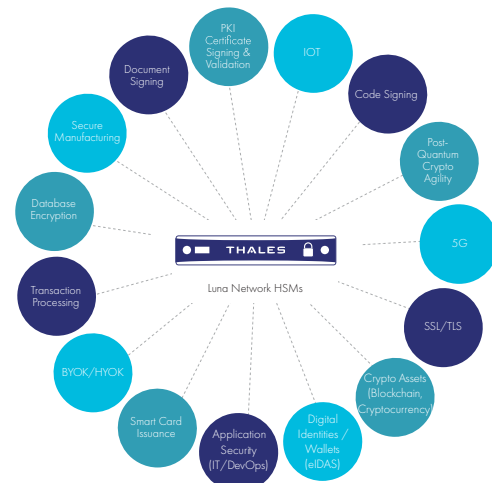 PKI
Certificate
Signing &
Validation
IOT
Document
Signing
Code Signing
Secure
Manufacturing
Post-
Quantum
Crypto
Agility
Database
Encryption
5G
THALES
Luna Network HSMs
Transaction
Processing
SSL/TLS
BYOK/HYOK
Crypto Assets
(Blockchain,
Cryptocurrency)
Smart Card
Issuance
Application
Security
(IT/DevOps)
Digital
Identities /
Wallets
(eIDAS)